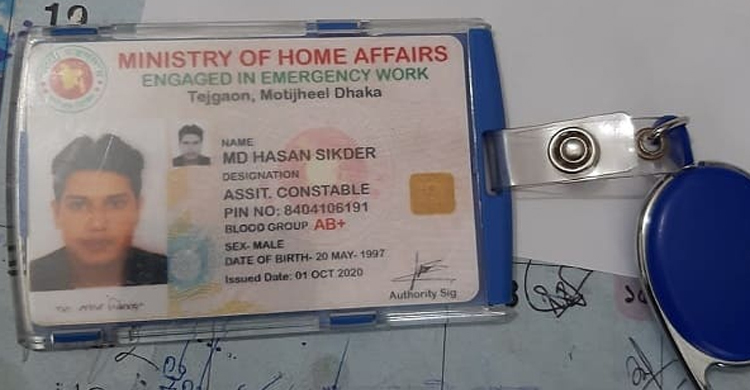 19
MINISTRY OF HOME AFFAIRS
ENGAGED IN EMERGENCY WORK
Tejgaon, Motijheel Dhaka
NAME
MD HASAN SIKDER
DESIGNATION
ASSIT. CONSTABLE
PIN NO: 8404106191
BLOOD GROUP AB+
SEX- MALE
DATE OF BIRTH- 20 MAY- 1997
Issued Date: 01 OCT 2020
Authority Sig